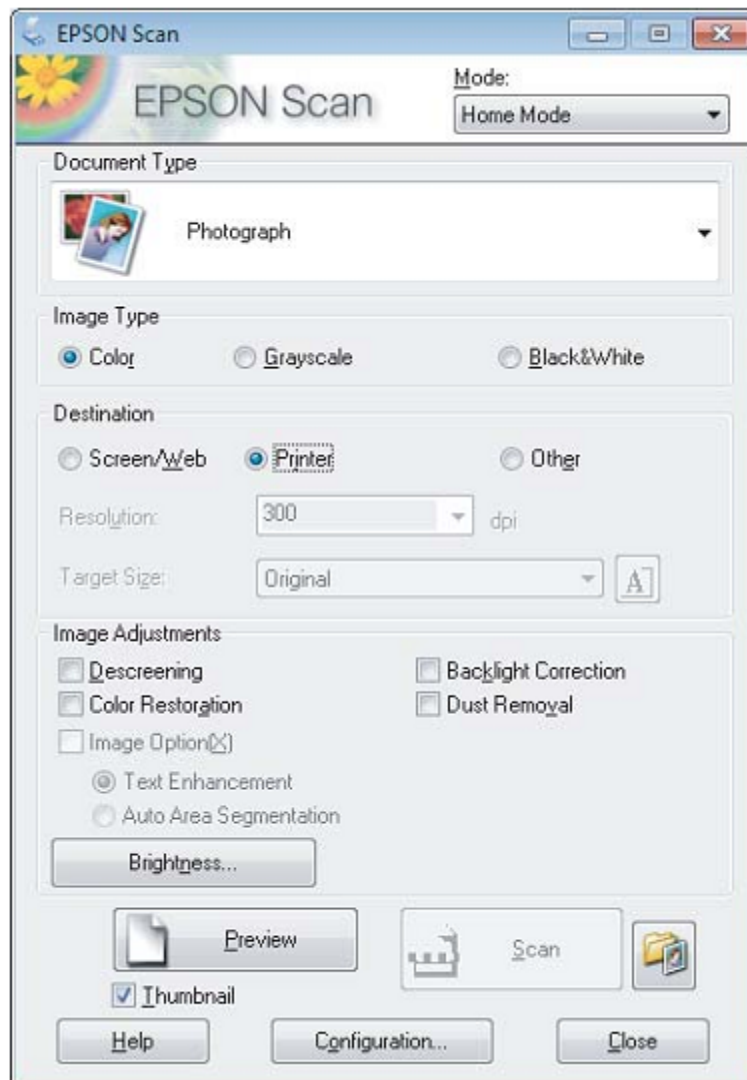 EPSON Scan
EPSON Scan
Mode:
Home Mode
Document Type
Photograph
Image Type
Color Grayscale Black&White
Destination
Screen/Web Printer Other
Resolution: 300 dpi
Target Size: Original A
Image Adjustments
Descreening Backlight Correction
Color Restoration Dust Removal
Image Option(X)
Text Enhancement
Auto Area Segmentation
Brightness...
Preview Scan
Thumbnail
Help Configuration... Close